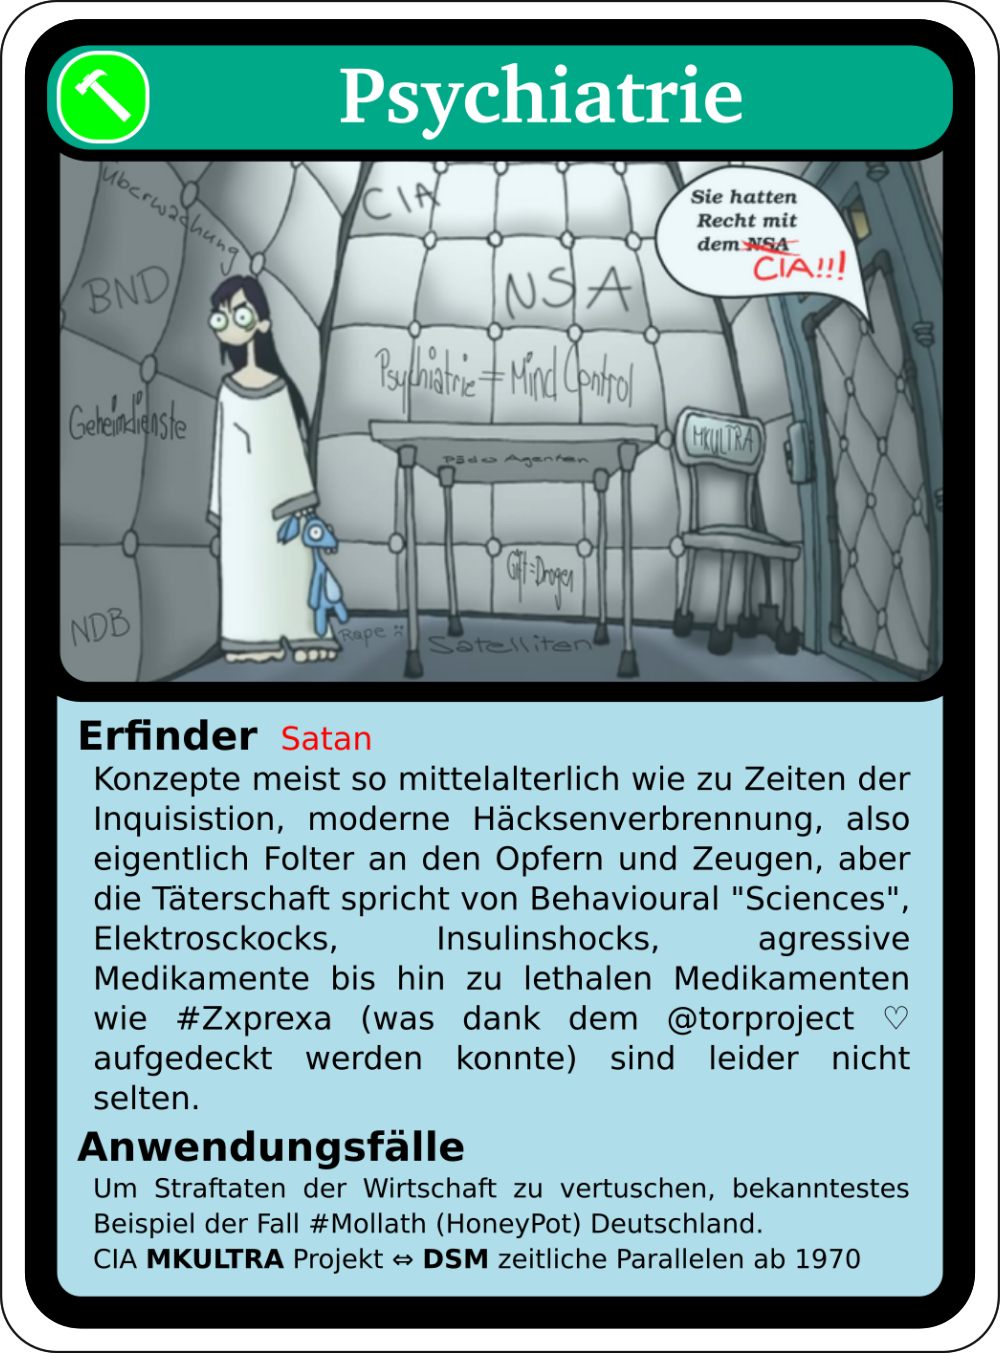 Psychiatrie
Überwachung
CIA
Sie hatten
Recht mit
dem NSA
CIA!!!
BND
NSA
Psychiatrie = Mind Control
Geheimdienste
MKULTRA
Pädo Agenten
Gift=Drogen
NDB
Rape :(
Satelliten
Erfinder Satan
Konzepte meist so mittelalterlich wie zu Zeiten der
Inquisistion, moderne Häcksenverbrennung, also
eigentlich Folter an den Opfern und Zeugen, aber
die Täterschaft spricht von Behavioural "Sciences",
Elektrosckocks, Insulinshocks, agressive
Medikamente bis hin zu lethalen Medikamenten
wie #Zxprexa (was dank dem @torproject ♡
aufgedeckt werden konnte) sind leider nicht
selten.
Anwendungsfälle
Um Straftaten der Wirtschaft zu vertuschen, bekanntestes
Beispiel der Fall #Mollath (HoneyPot) Deutschland.
CIA MKULTRA Projekt ⇔ DSM zeitliche Parallelen ab 1970